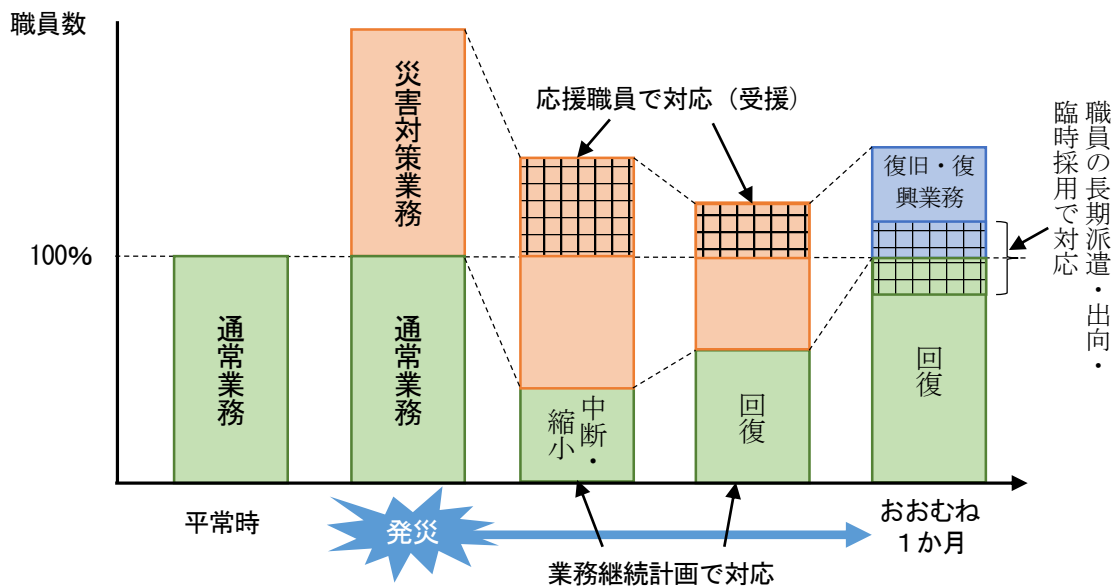 職員数
災害対策業務
応援職員で対応（受援）
職員の長期派遣・出向・
臨時採用で対応
復旧・復
興業務
100%
通常業務
通常業務
中断・
縮小
回復
回復
平常時
発災
おおむね
１か月
業務継続計画で対応